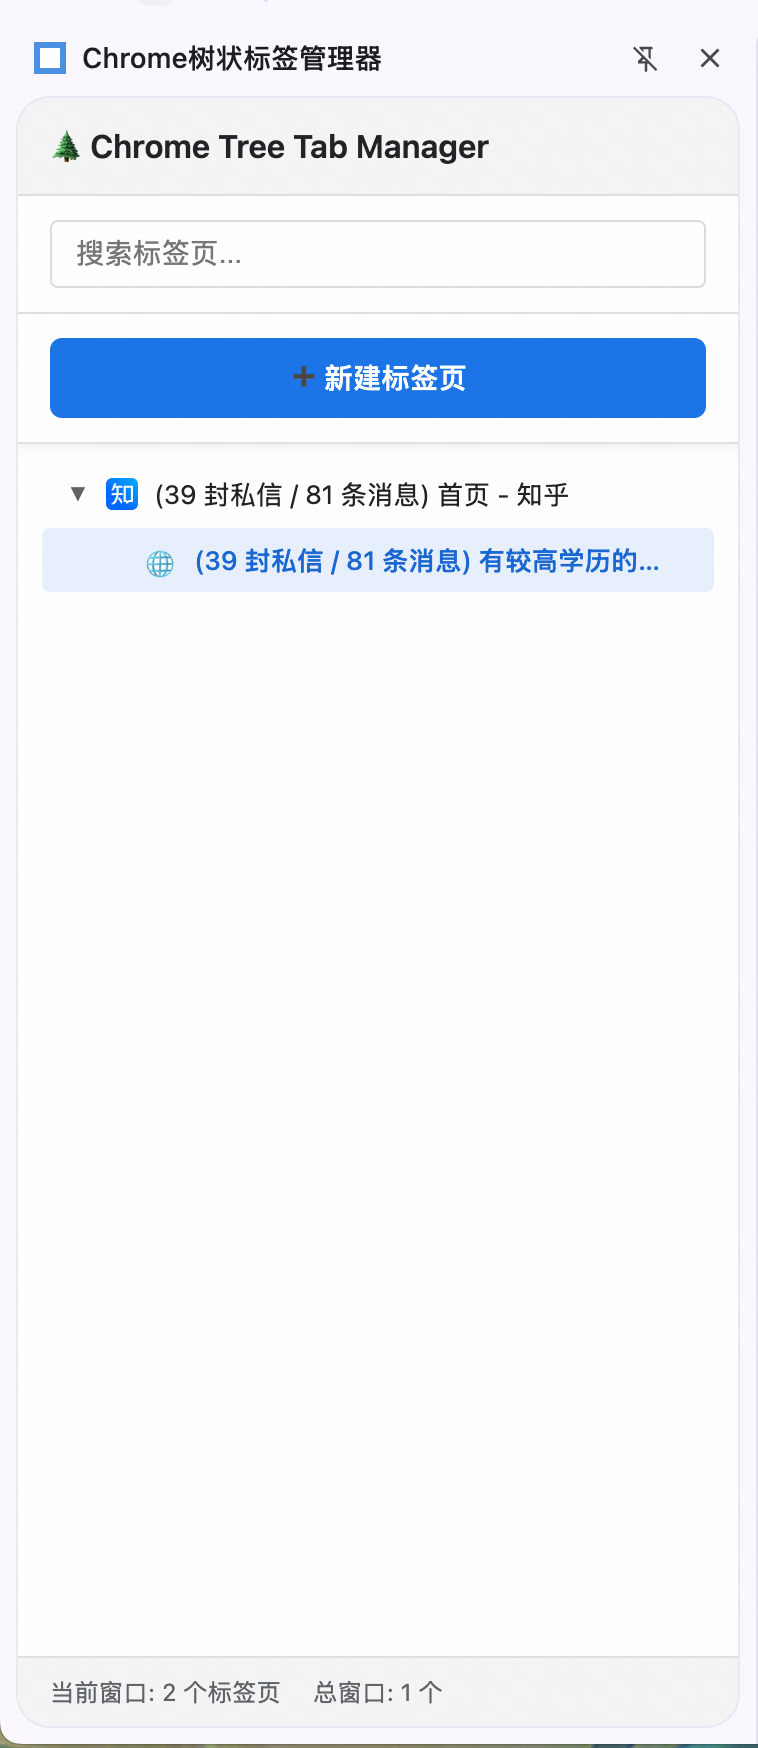 Chrome树状标签管理器
🌲 Chrome Tree Tab Manager
搜索标签页...
➕ 新建标签页
▼ 知 (39 封私信 / 81 条消息) 首页 - 知乎
🌐 (39 封私信 / 81 条消息) 有较高学历的...
当前窗口: 2 个标签页 总窗口: 1 个